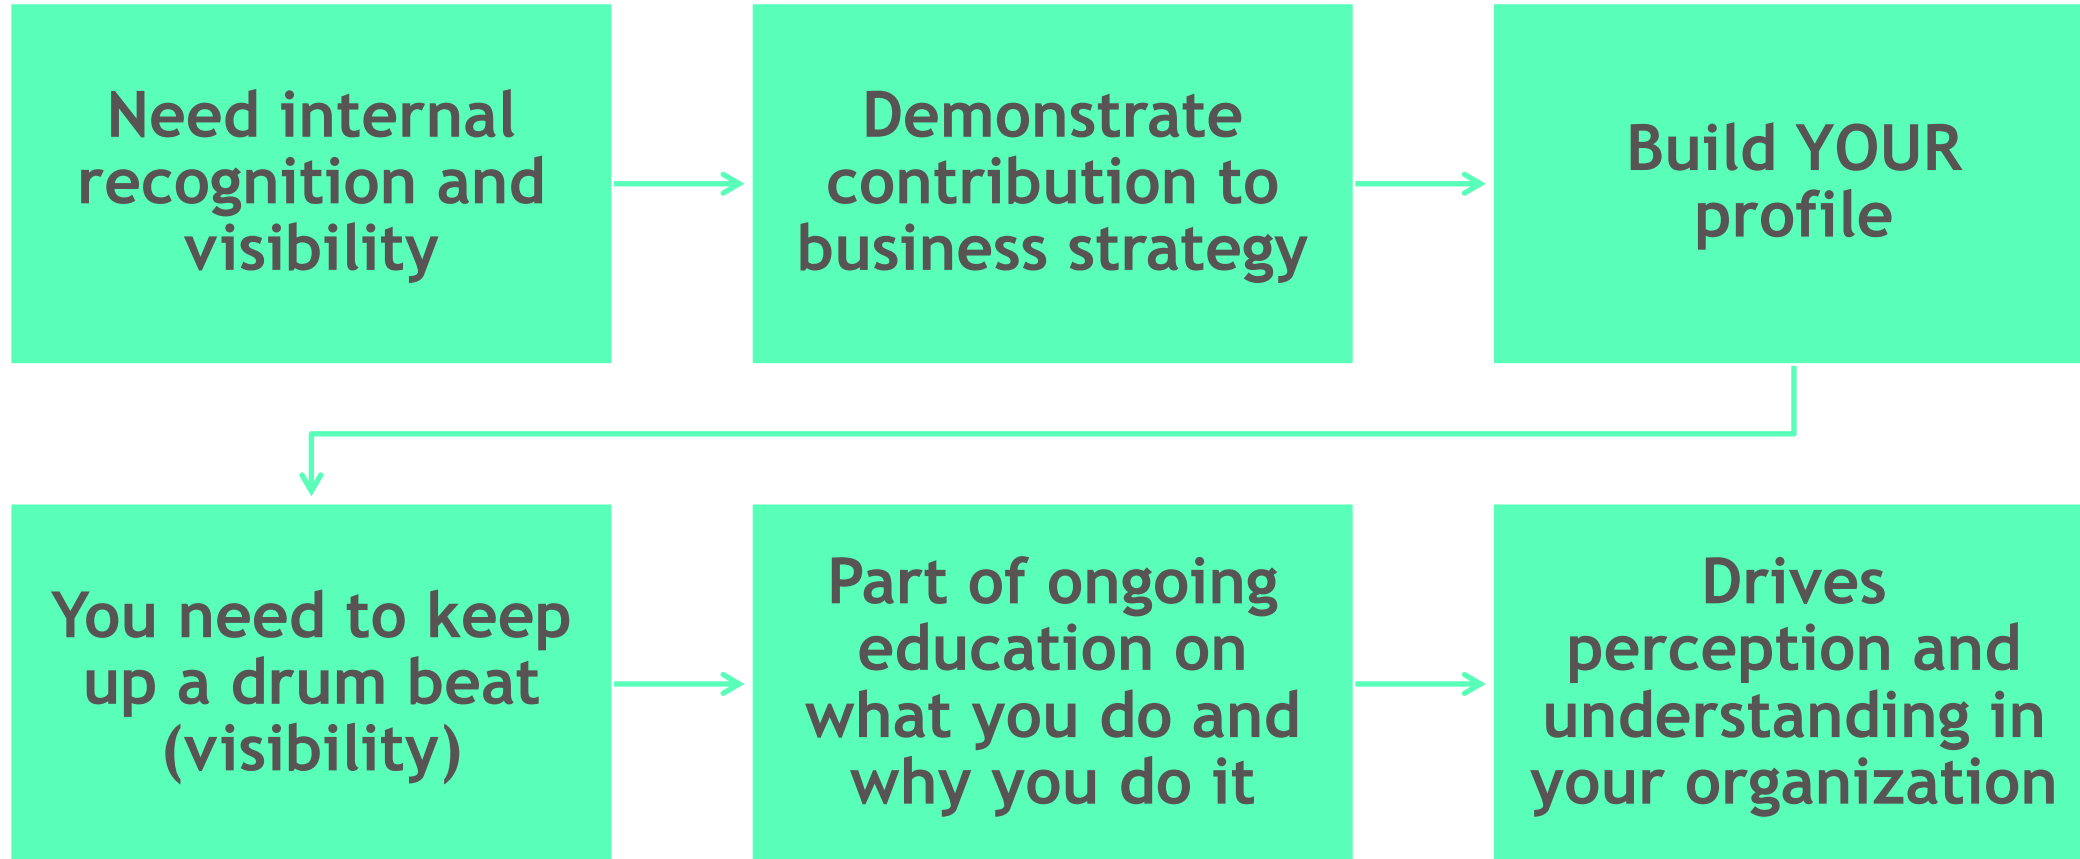 Need internal
recognition and
visibility
Demonstrate
contribution to
business strategy
Build YOUR
profile
You need to keep
up a drum beat
(visibility)
Part of ongoing
education on
what you do and
why you do it
Drives
perception and
understanding in
your organization